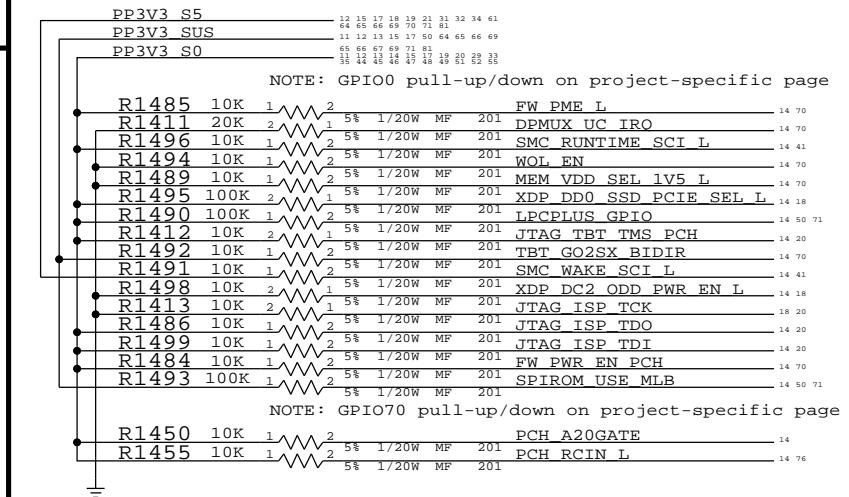 PP3V3_S5 12 15 17 18 19 21 31 32 34 61
64 65 66 69 70 71 81
PP3V3_SUS 11 12 13 15 17 50 64 65 66 69
PP3V3_S0 65 66 67 69 71 81
11 12 13 14 15 17 19 20 29 33
35 44 45 46 47 48 49 51 52 55
NOTE: GPIO0 pull-up/down on project-specific page
R1485 10K 1 2 FW_PME_L 14 70
5% 1/20W MF 201
R1411 20K 2 1 DPMUX_UC_IRQ 14 70
5% 1/20W MF 201
R1496 10K 1 2 SMC_RUNTIME_SCI_L 14 41
5% 1/20W MF 201
R1494 10K 1 2 WOL_EN 14 70
5% 1/20W MF 201
R1489 10K 1 2 MEM_VDD_SEL_1V5_L 14 70
5% 1/20W MF 201
R1495 100K 2 1 XDP_DD0_SSD_PCIE_SEL_L 14 18
5% 1/20W MF 201
R1490 100K 1 2 LPCPLUS_GPIO 14 50 71
5% 1/20W MF 201
R1412 10K 2 1 JTAG_TBT_TMS_PCH 14 20
5% 1/20W MF 201
R1492 10K 1 2 TBT_GO2SX_BIDIR 14 70
5% 1/20W MF 201
R1491 10K 1 2 SMC_WAKE_SCI_L 14 41
5% 1/20W MF 201
R1498 10K 2 1 XDP_DC2_ODD_PWR_EN_L 14 18
5% 1/20W MF 201
R1413 10K 2 1 JTAG_ISP_TCK 18 20
5% 1/20W MF 201
R1486 10K 1 2 JTAG_ISP_TDO 14 20
5% 1/20W MF 201
R1499 10K 1 2 JTAG_ISP_TDI 14 20
5% 1/20W MF 201
R1484 10K 1 2 FW_PWR_EN_PCH 14 70
5% 1/20W MF 201
R1493 100K 1 2 SPIROM_USE_MLB 14 50 71
5% 1/20W MF 201
NOTE: GPIO70 pull-up/down on project-specific page
R1450 10K 1 2 PCH_A20GATE 14
5% 1/20W MF 201
R1455 10K 1 2 PCH_RCIN_L 14 76
5% 1/20W MF 201